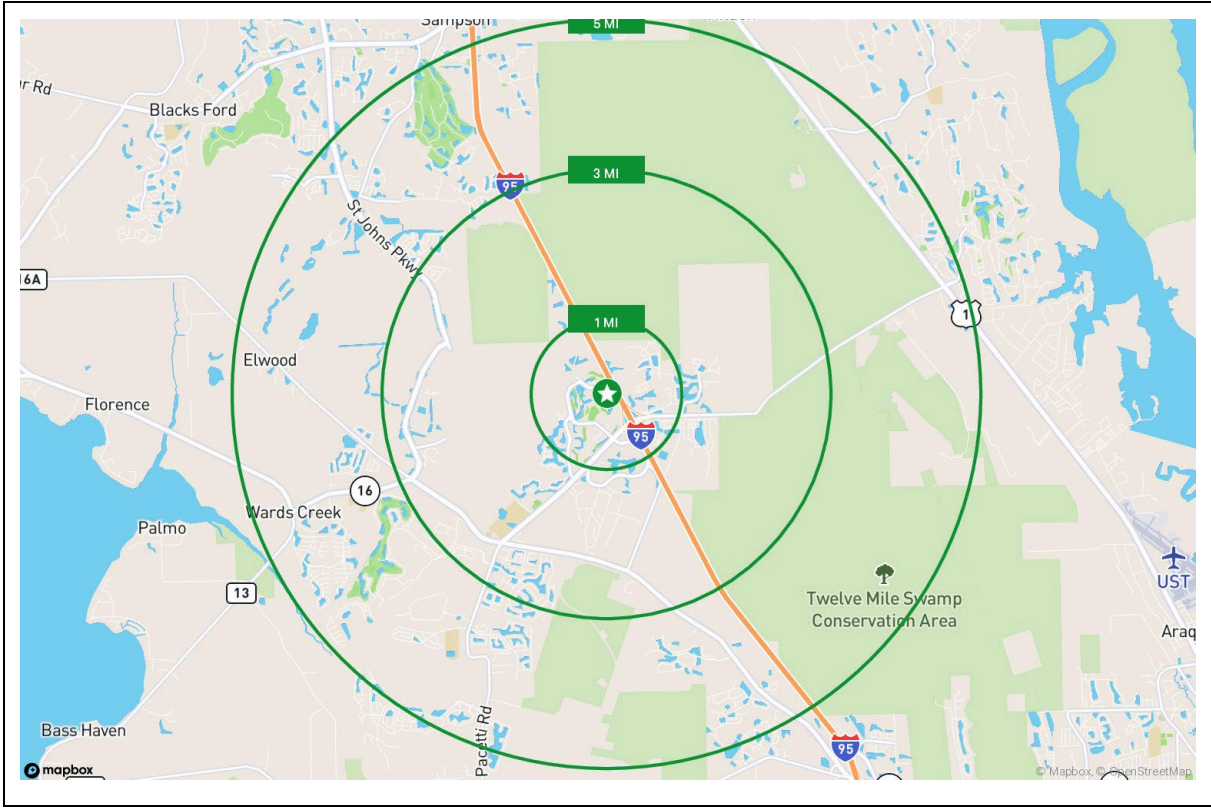 Sampson
5 MI
ur Rd
Blacks Ford
3 MI
95
St Johns Pkwy
16A
1 MI
1
Elwood
Florence
95
16
Wards Creek
Palmo
UST
13
Twelve Mile Swamp
Conservation Area
Araq
Pacetti Rd
Bass Haven
95
mapbox
© Mapbox, © OpenStreetMap